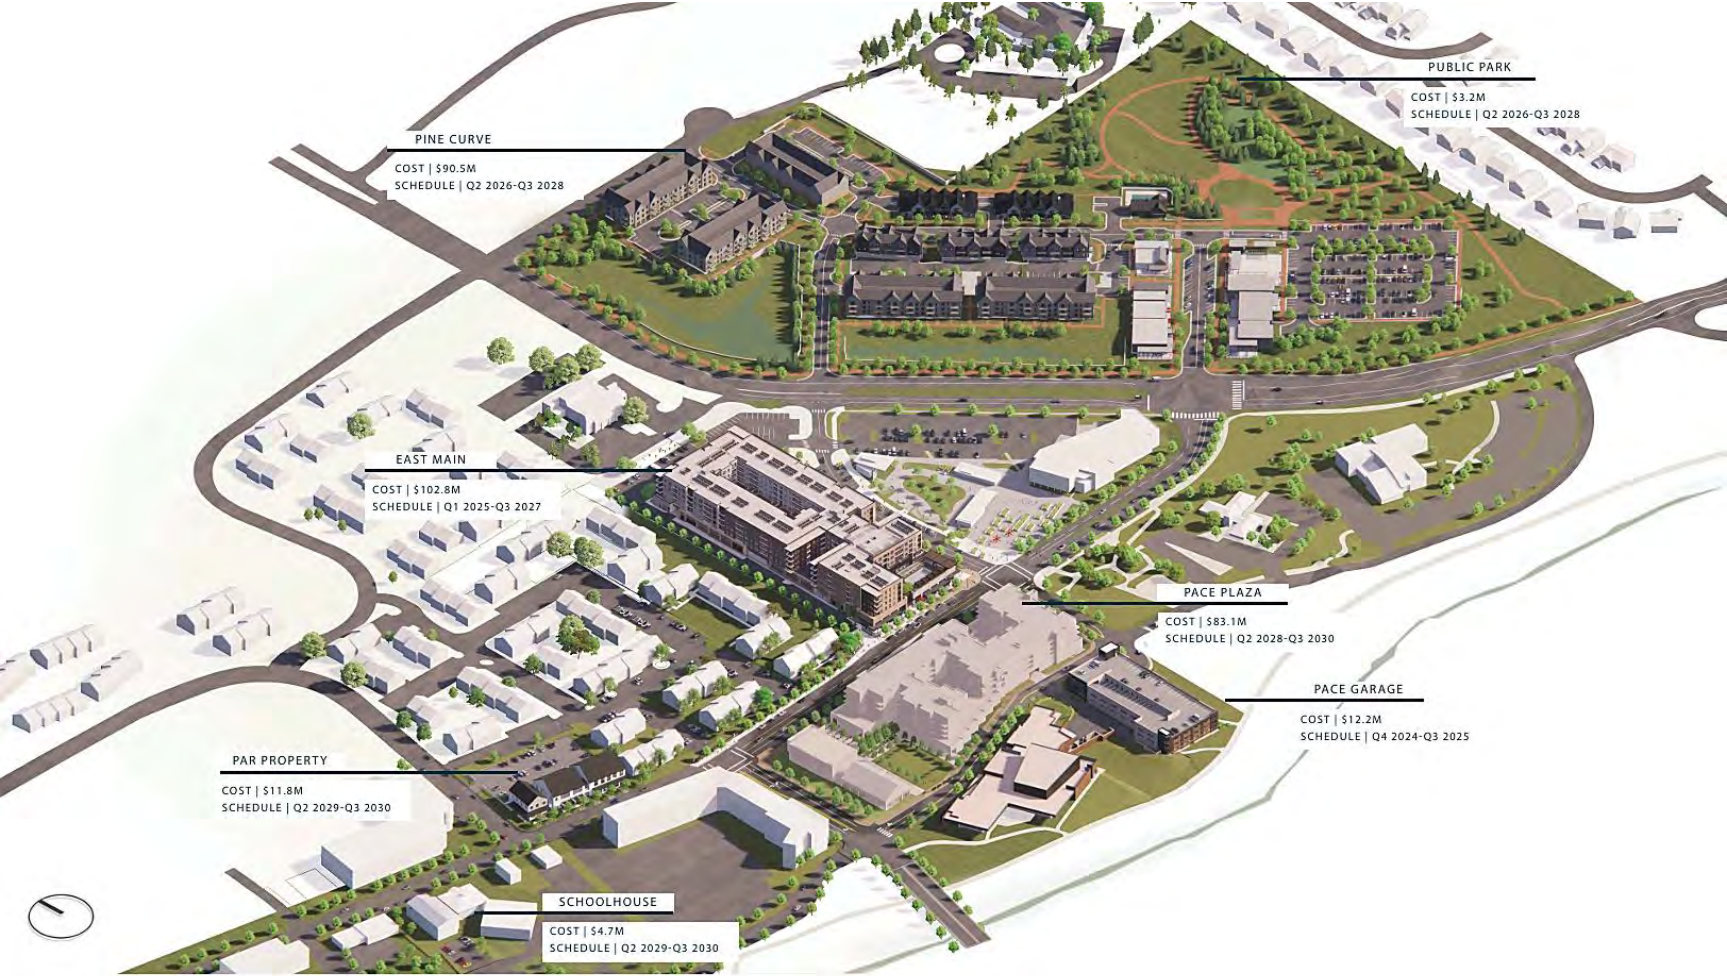 PUBLIC PARK
COST | $3.2M
SCHEDULE | Q2 2026-Q3 2028
PINE CURVE
COST | $90.5M
SCHEDULE | Q2 2026-Q3 2028
EAST MAIN
COST | $102.8M
SCHEDULE | Q1 2025-Q3 2027
PACE PLAZA
COST | $83.1M
SCHEDULE | Q2 2028-Q3 2030
PACE GARAGE
COST | $12.2M
SCHEDULE | Q4 2024-Q3 2025
PAR PROPERTY
COST | $11.8M
SCHEDULE | Q2 2029-Q3 2030
SCHOOLHOUSE
COST | $4.7M
SCHEDULE | Q2 2029-Q3 2030